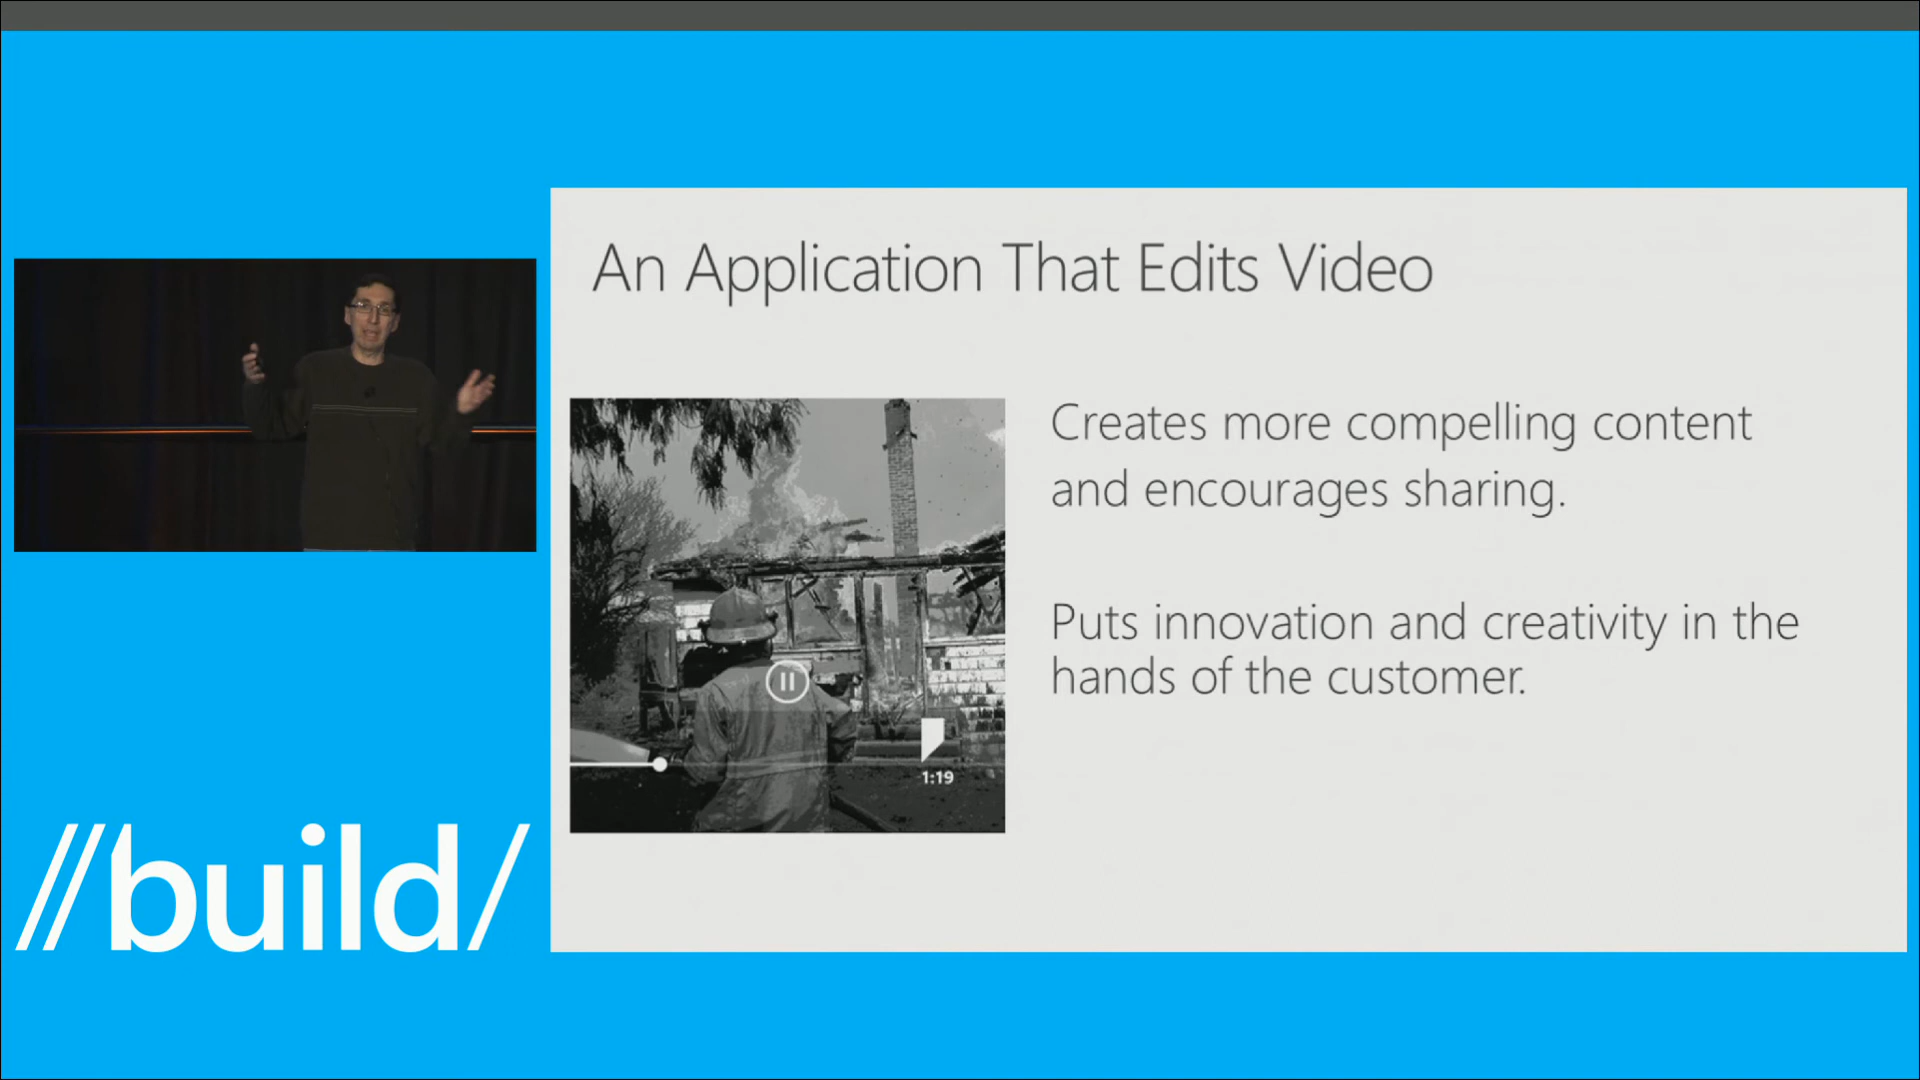 An Application That Edits Video
Creates more compelling content
and encourages sharing.
Puts innovation and creativity in the
hands of the customer.
1:19
//build/